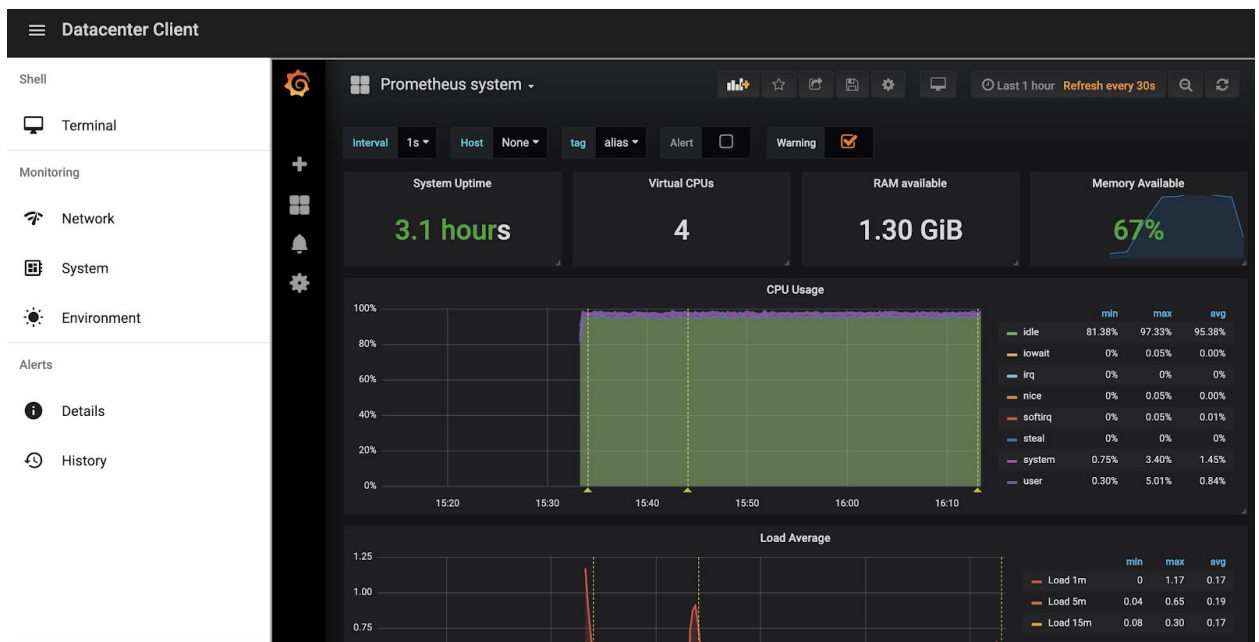 Datacenter Client
Shell
Terminal
Monitoring
Network
System
Environment
Alerts
Details
History
Prometheus system
Last 1 hour Refresh every 30s
Interval 1s Host None tag alias Alert Warning
System Uptime
3.1 hours
Virtual CPUs
4
RAM available
1.30 GiB
Memory Available
67%
CPU Usage
100%
80%
60%
40%
20%
0%
15:20 15:30 15:40 15:50 16:00 16:10
min max avg
idle 81.38% 97.33% 95.38%
iowait 0% 0.05% 0.00%
irq 0% 0% 0%
nice 0% 0.05% 0.00%
softirq 0% 0.05% 0.01%
steal 0% 0% 0%
system 0.75% 3.40% 1.45%
user 0.30% 5.01% 0.84%
Load Average
1.25
1.00
0.75
min max avg
Load 1m 0 1.17 0.17
Load 5m 0.04 0.65 0.19
Load 15m 0.08 0.30 0.17